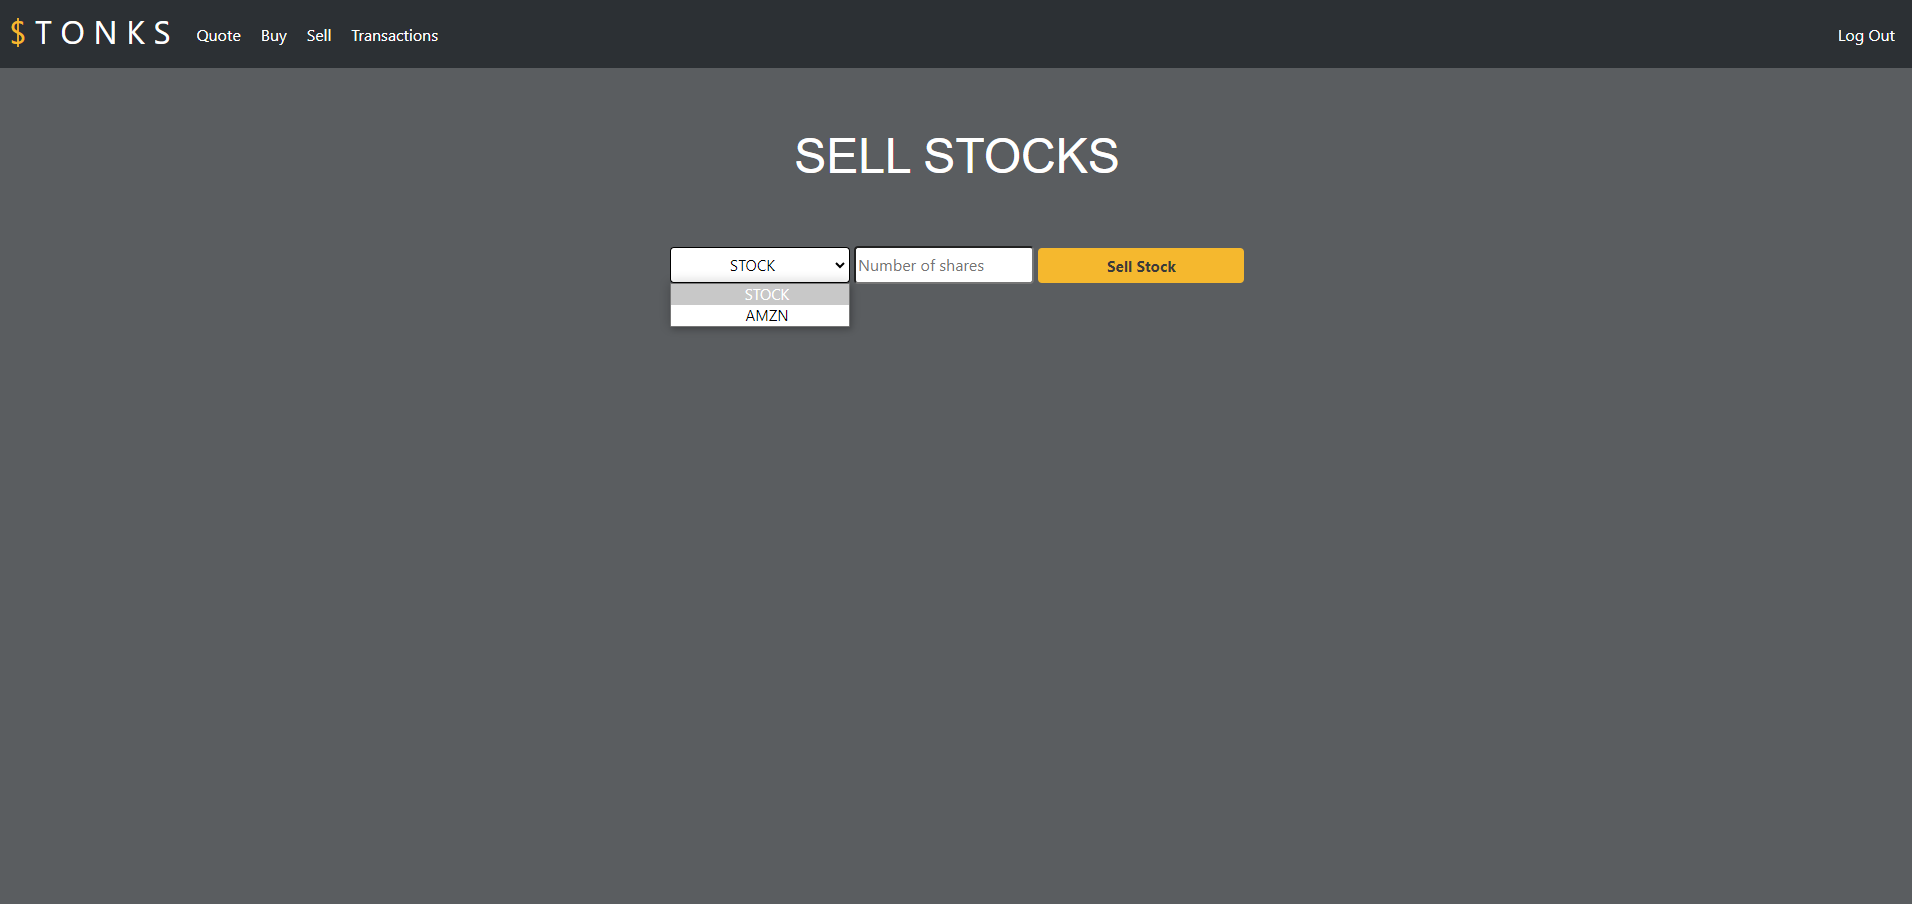 $TONKS Quote Buy Sell Transactions Log Out
SELL STOCKS
STOCK Number of shares Sell Stock
STOCK
AMZN